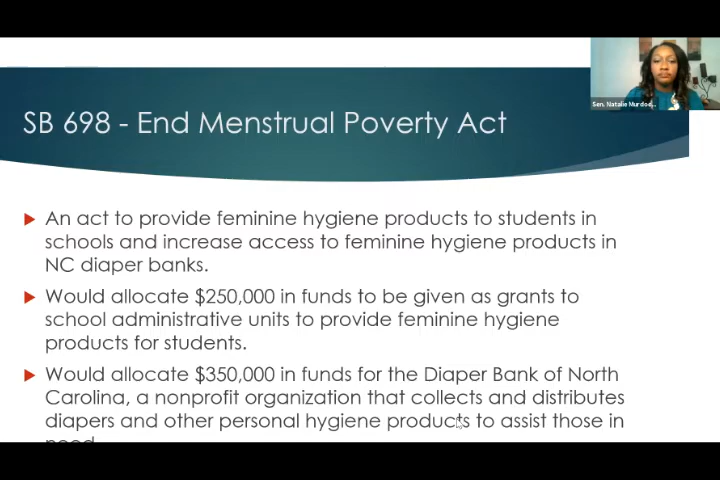 Sen. Natalie Murdoc...
SB 698 - End Menstrual Poverty Act
An act to provide feminine hygiene products to students in
schools and increase access to feminine hygiene products in
NC diaper banks.
Would allocate $250,000 in funds to be given as grants to
school administrative units to provide feminine hygiene
products for students.
Would allocate $350,000 in funds for the Diaper Bank of North
Carolina, a nonprofit organization that collects and distributes
diapers and other personal hygiene products to assist those in
need